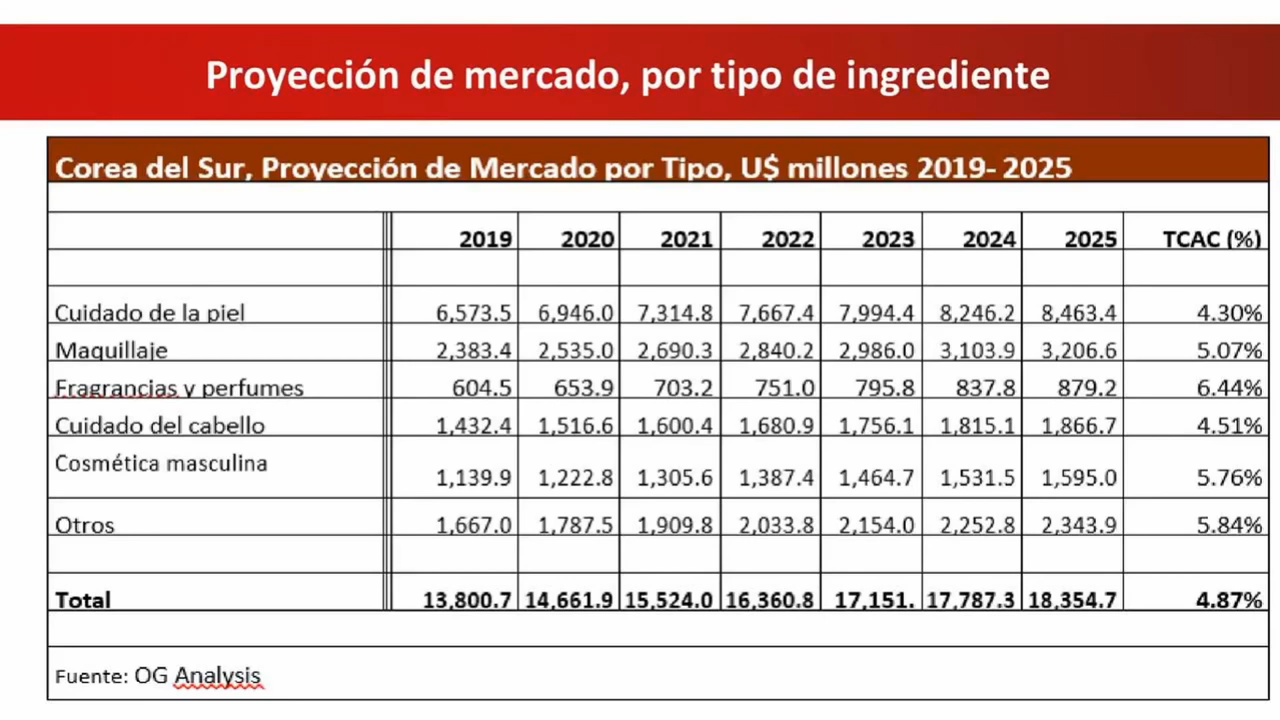 Proyección de mercado, por tipo de ingrediente
Corea del Sur, Proyección de Mercado por Tipo, U$ millones 2019- 2025
2019 2020 2021 2022 2023 2024 2025 TCAC (%)
Cuidado de la piel 6,573.5 6,946.0 7,314.8 7,667.4 7,994.4 8,246.2 8,463.4 4.30%
Maquillaje 2,383.4 2,535.0 2,690.3 2,840.2 2,986.0 3,103.9 3,206.6 5.07%
Fragrancias y perfumes 604.5 653.9 703.2 751.0 795.8 837.8 879.2 6.44%
Cuidado del cabello 1,432.4 1,516.6 1,600.4 1,680.9 1,756.1 1,815.1 1,866.7 4.51%
Cosmética masculina 1,139.9 1,222.8 1,305.6 1,387.4 1,464.7 1,531.5 1,595.0 5.76%
Otros 1,667.0 1,787.5 1,909.8 2,033.8 2,154.0 2,252.8 2,343.9 5.84%
Total 13,800.7 14,661.9 15,524.0 16,360.8 17,151. 17,787.3 18,354.7 4.87%
Fuente: OG Analysis